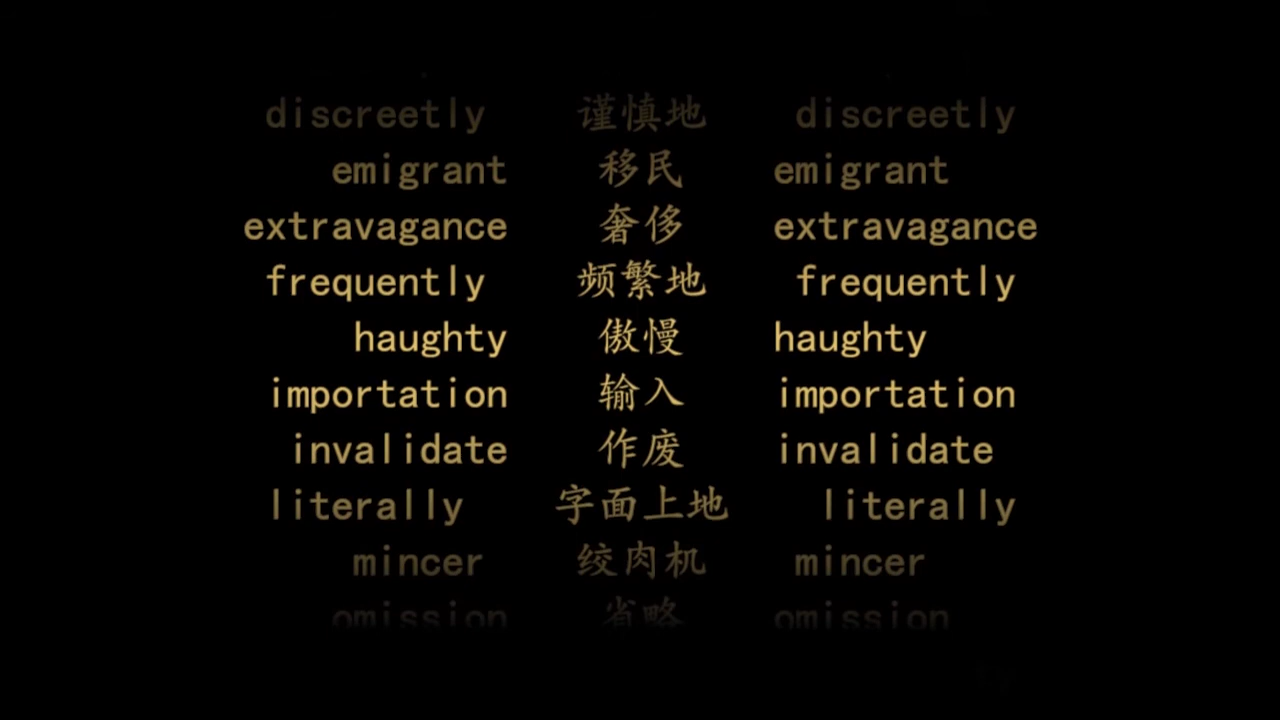 discreetly 谨慎地 discreetly
emigrant 移民 emigrant
extravagance 奢侈 extravagance
frequently 频繁地 frequently
haughty 傲慢 haughty
importation 输入 importation
invalidate 作废 invalidate
literally 字面上地 literally
mincer 绞肉机 mincer
omission 省略 omission